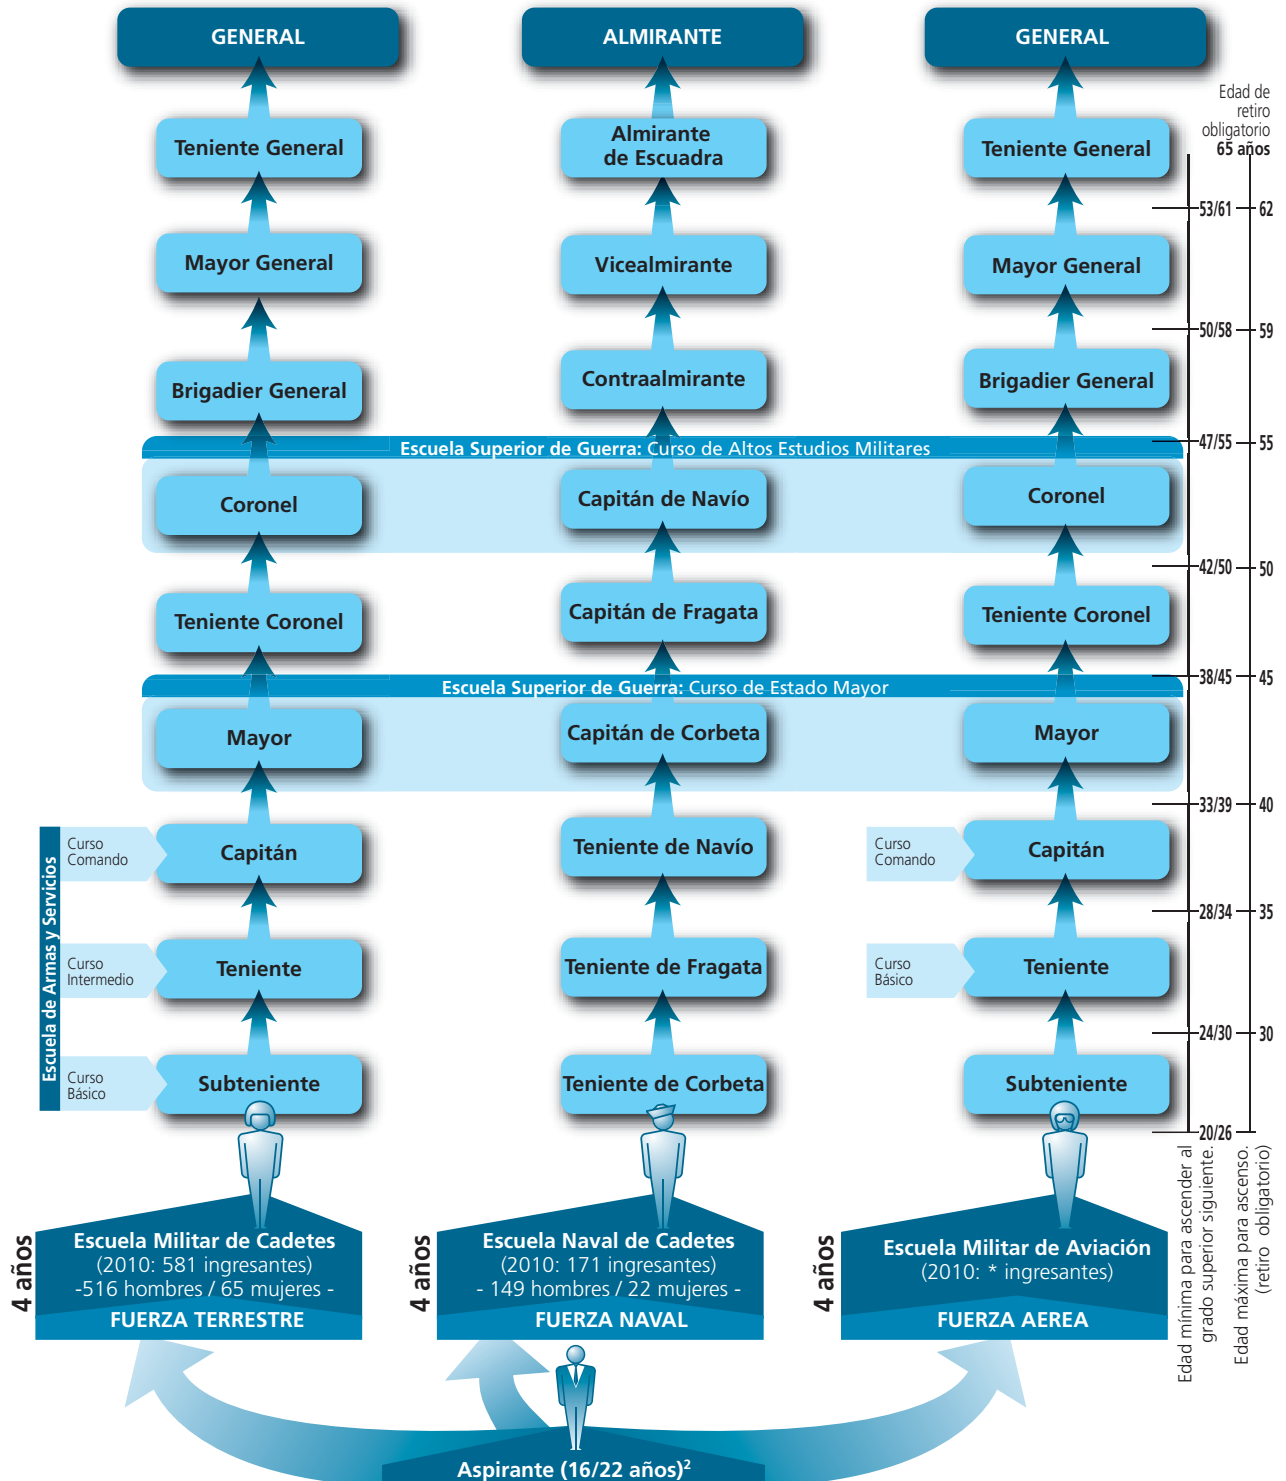 GENERAL
ALMIRANTE
GENERAL
Edad de
retiro
obligatorio
65 años
Teniente General
Almirante
de Escuadra
Teniente General
53/61
62
Mayor General
Vicealmirante
Mayor General
50/58
59
Brigadier General
Contraalmirante
Brigadier General
Escuela Superior de Guerra: Curso de Altos Estudios Militares
47/55
55
Coronel
Capitán de Navío
Coronel
42/50
50
Teniente Coronel
Capitán de Fragata
Teniente Coronel
Escuela Superior de Guerra: Curso de Estado Mayor
38/45
45
Mayor
Capitán de Corbeta
Mayor
33/39
40
Escuela de Armas y Servicios
Curso
Comando
Capitán
Teniente de Navío
Curso
Comando
Capitán
28/34
35
Curso
Intermedio
Teniente
Teniente de Fragata
Curso
Básico
Teniente
24/30
30
Curso
Básico
Subteniente
Teniente de Corbeta
Subteniente
20/26
Edad mínima para ascender al
grado superior siguiente.
Edad máxima para ascenso.
(retiro obligatorio)
4 años
Escuela Militar de Cadetes
(2010: 581 ingresantes)
-516 hombres / 65 mujeres -
FUERZA TERRESTRE
4 años
Escuela Naval de Cadetes
(2010: 171 ingresantes)
- 149 hombres / 22 mujeres -
FUERZA NAVAL
4 años
Escuela Militar de Aviación
(2010: * ingresantes)
FUERZA AEREA
Aspirante (16/22 años)²